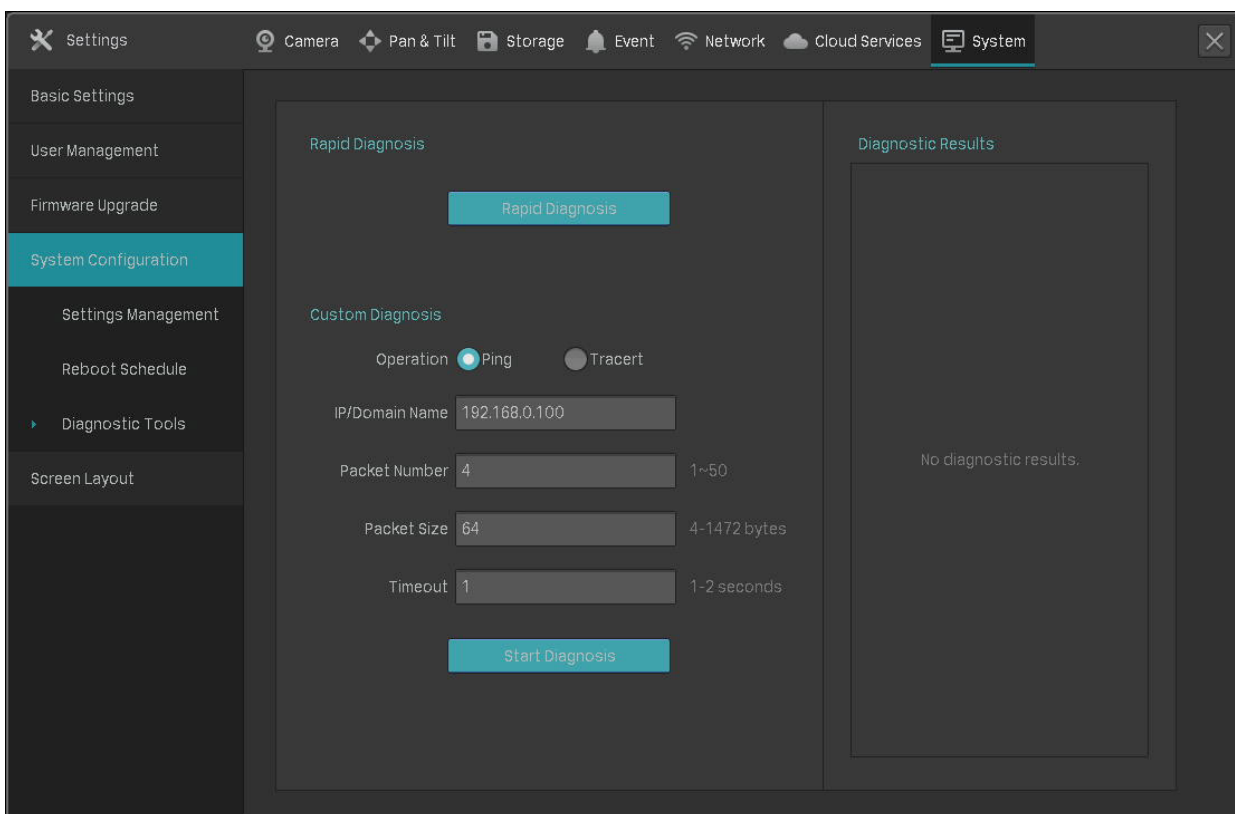 Settings
Camera Pan & Tilt Storage Event Network Cloud Services System
Basic Settings
User Management
Firmware Upgrade
System Configuration
Settings Management
Reboot Schedule
Diagnostic Tools
Screen Layout
Rapid Diagnosis
Rapid Diagnosis
Custom Diagnosis
Operation Ping Tracert
IP/Domain Name 192.168.0.100
Packet Number 4 1~50
Packet Size 64 4-1472 bytes
Timeout 1 1-2 seconds
Start Diagnosis
Diagnostic Results
No diagnostic results.